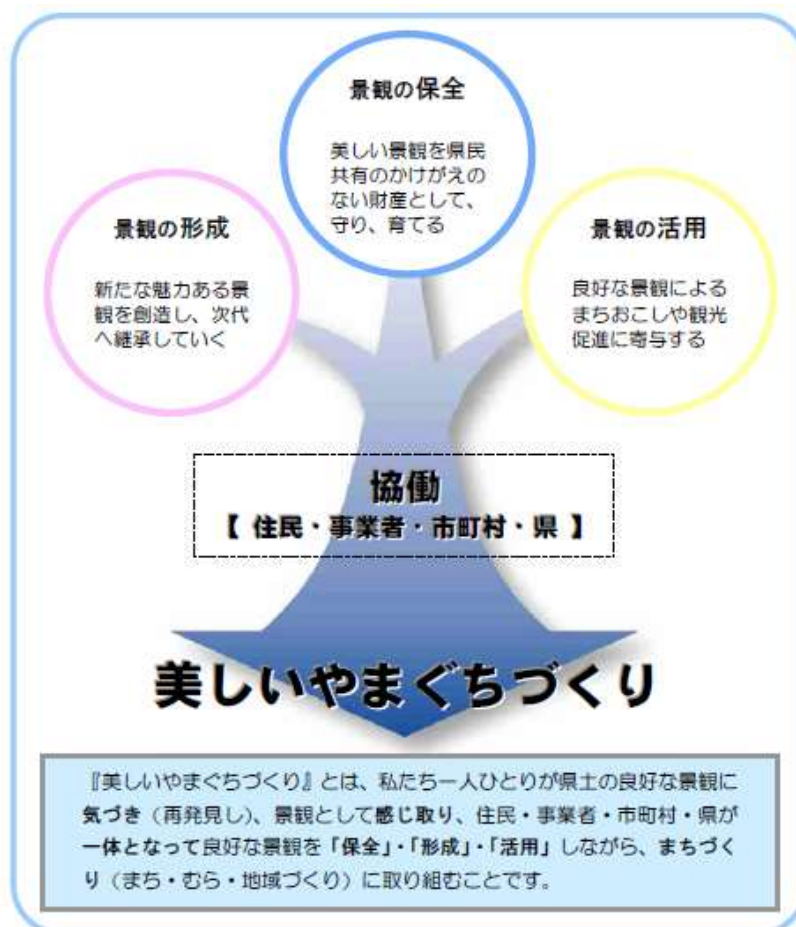 景観の保全
美しい景観を県民
共有のかけがえの
ない財産として、
守り、育てる
景観の形成
新たな魅力ある景
観を創造し、次代
へ継承していく
景観の活用
良好な景観による
まちおこしや観光
促進に寄与する
協働
【 住民・事業者・市町村・県 】
美しいやまぐちづくり
『美しいやまぐちづくり』とは、私たち一人ひとりが県土の良好な景観に
気づき（再発見し）、景観として感じ取り、住民・事業者・市町村・県が
一体となって良好な景観を「保全」・「形成」・「活用」しながら、まちづく
り（まち・むら・地域づくり）に取り組むことです。